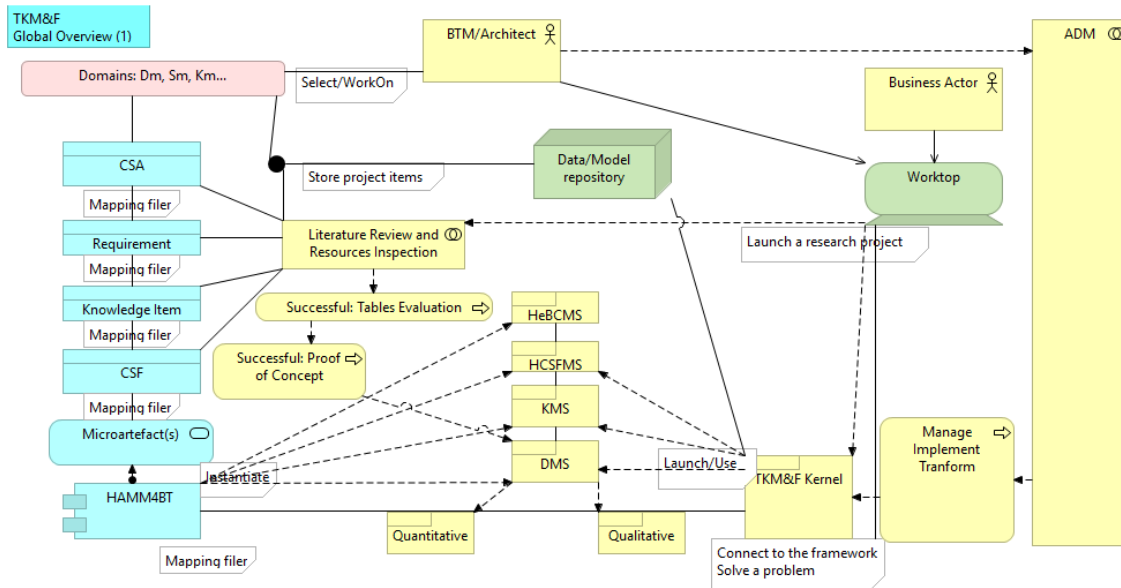 TKM&F
Global Overview (1)
BTM/Architect
ADM
Domains: Dm, Sm, Km...
Select/WorkOn
Business Actor
CSA
Store project items
Data/Model
repository
Worktop
Mapping filer
Requirement
Literature Review and
Resources Inspection
Launch a research project
Mapping filer
Knowledge Item
Successful: Tables Evaluation
HeBCMS
Mapping filer
Successful: Proof
of Concept
HCSFMS
CSF
KMS
Mapping filer
Microartefact(s)
Manage
Implement
Tranform
DMS
Launch/Use
Instantiate
TKM&F Kernel
HAMM4BT
Quantitative
Qualitative
Mapping filer
Connect to the framework
Solve a problem